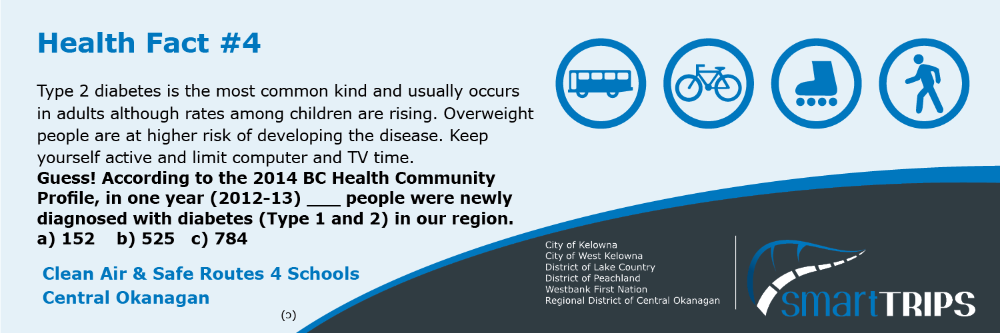 Health Fact #4
Type 2 diabetes is the most common kind and usually occurs
in adults although rates among children are rising. Overweight
people are at higher risk of developing the disease. Keep
yourself active and limit computer and TV time.
Guess! According to the 2014 BC Health Community
Profile, in one year (2012-13) ___ people were newly
diagnosed with diabetes (Type 1 and 2) in our region.
a) 152 b) 525 c) 784
Clean Air & Safe Routes 4 Schools
Central Okanagan
(ɔ)
City of Kelowna
City of West Kelowna
District of Lake Country
District of Peachland
Westbank First Nation
Regional District of Central Okanagan
smartTRIPS